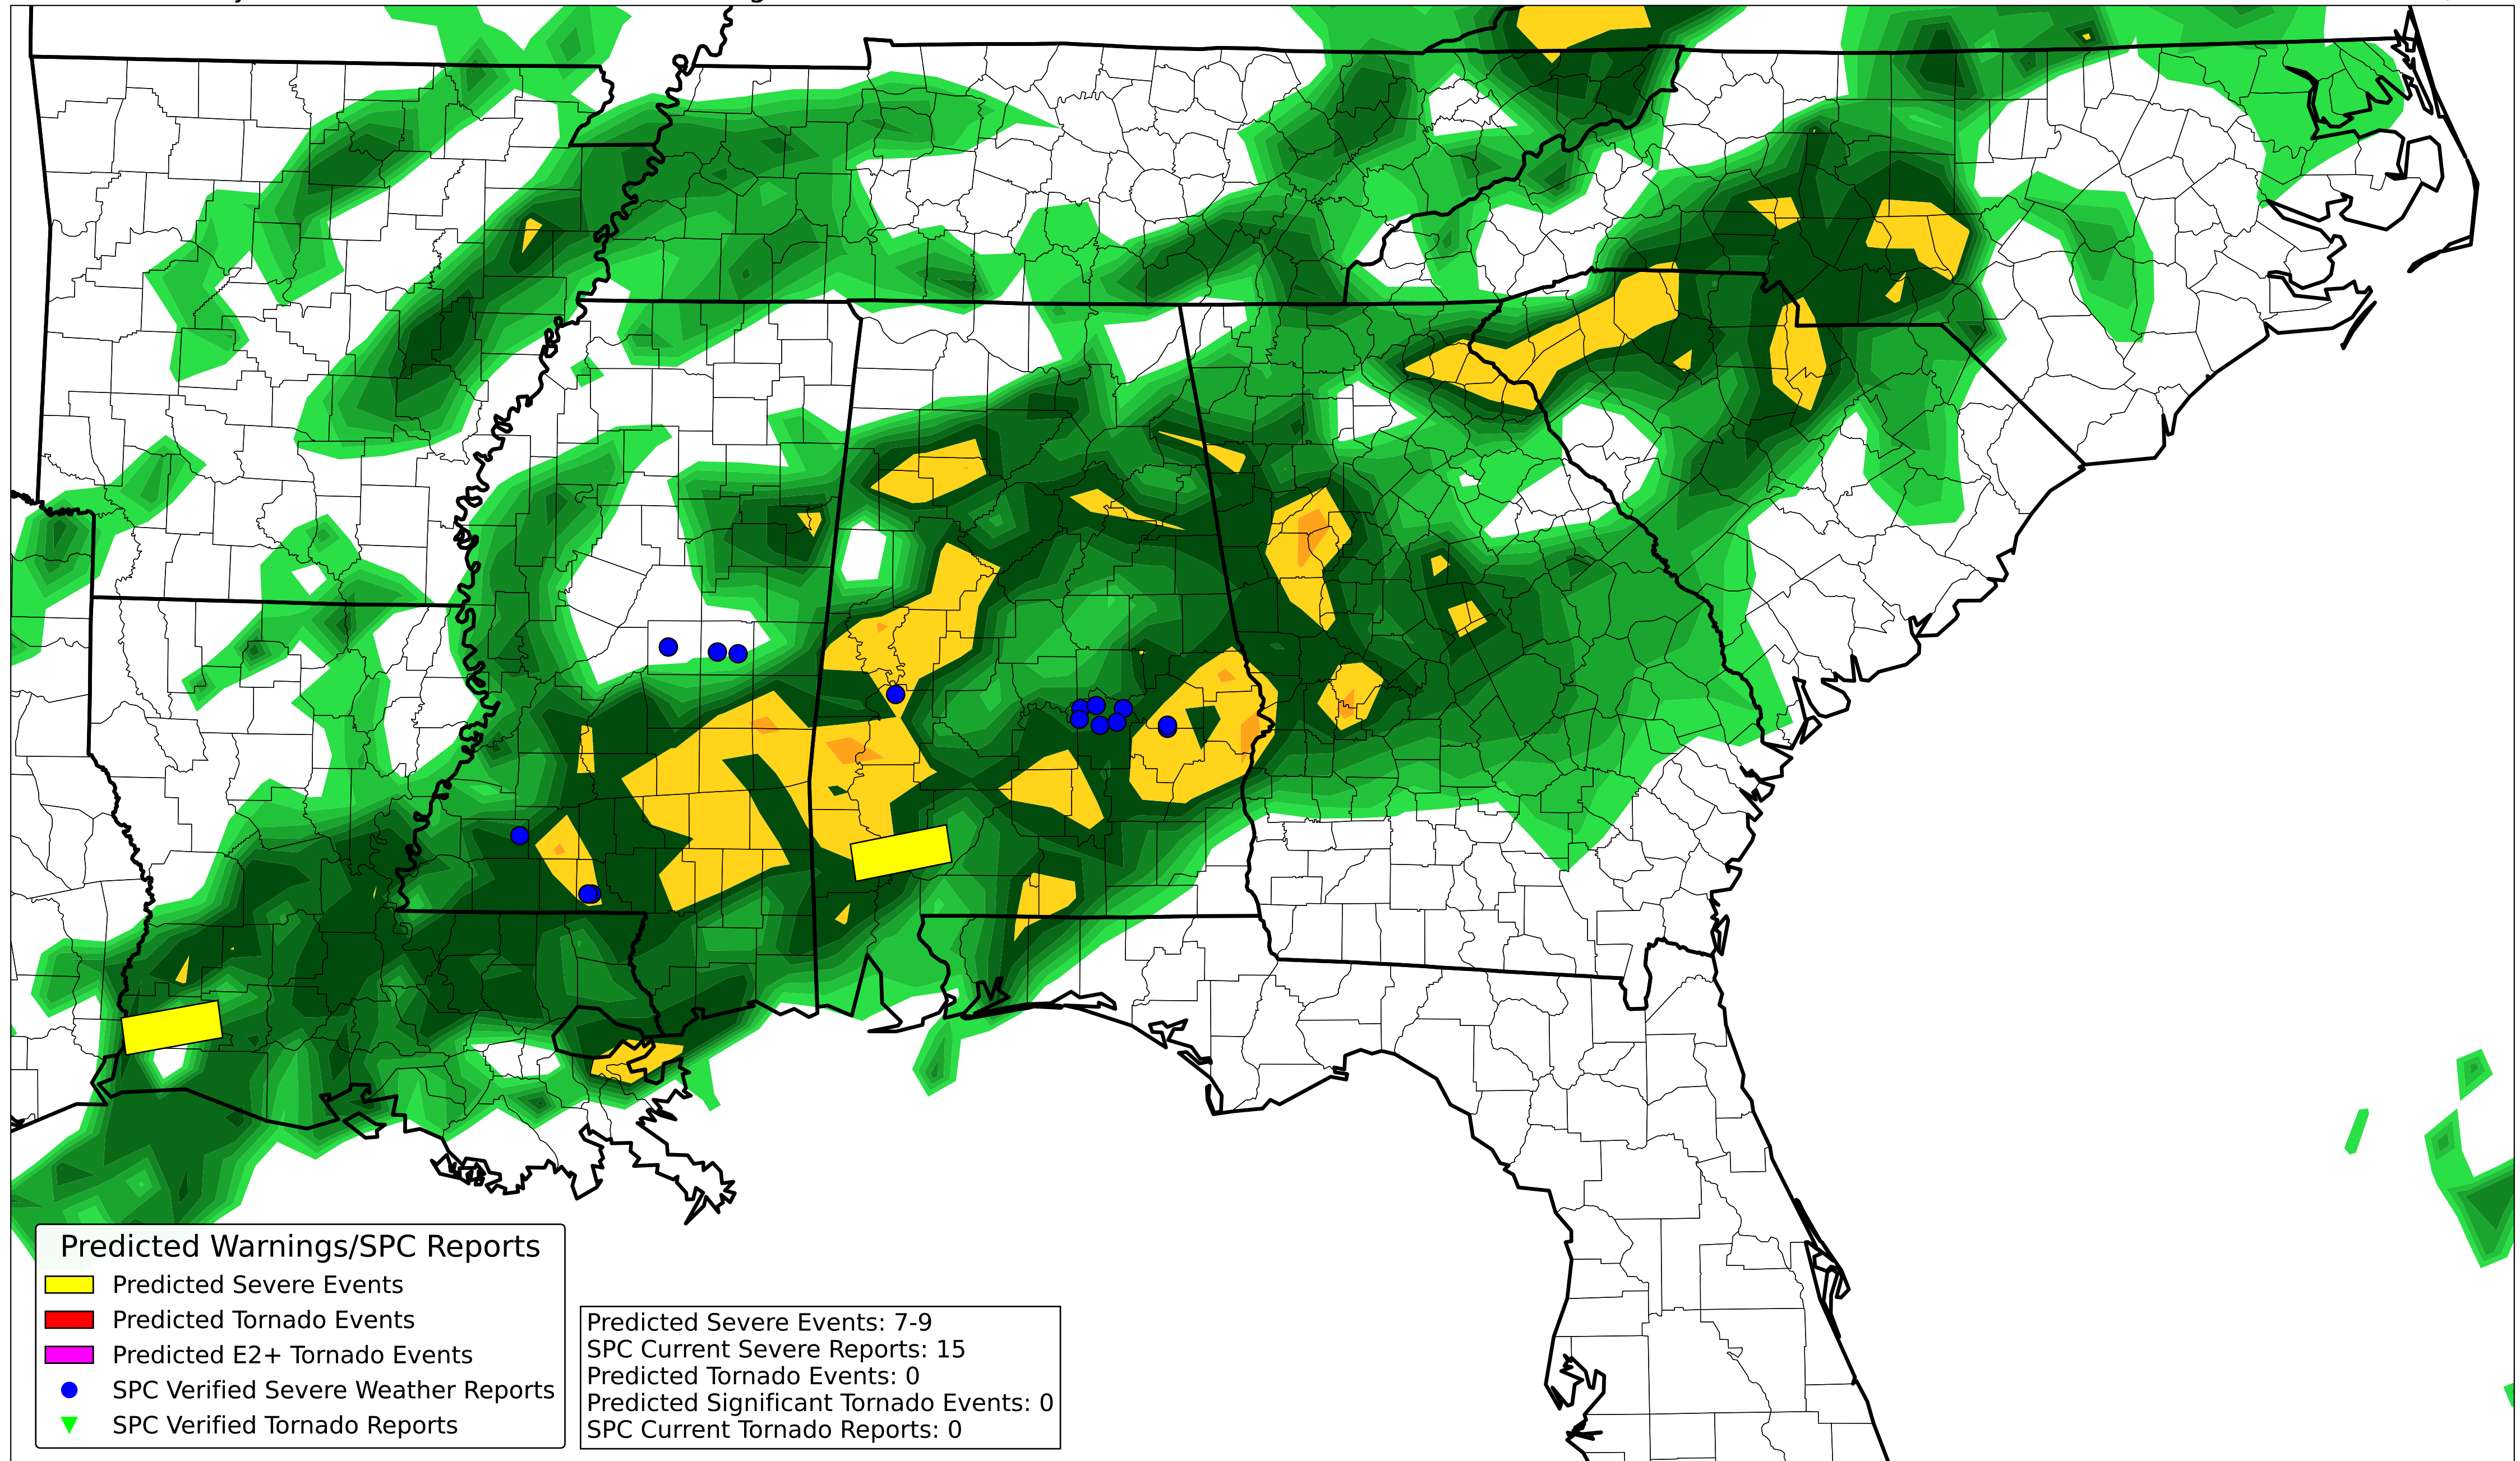 Predicted Warnings/SPC Reports
Predicted Severe Events
Predicted Tornado Events
Predicted E2+ Tornado Events
SPC Verified Severe Weather Reports
SPC Verified Tornado Reports
Predicted Severe Events: 7-9
SPC Current Severe Reports: 15
Predicted Tornado Events: 0
Predicted Significant Tornado Events: 0
SPC Current Tornado Reports: 0